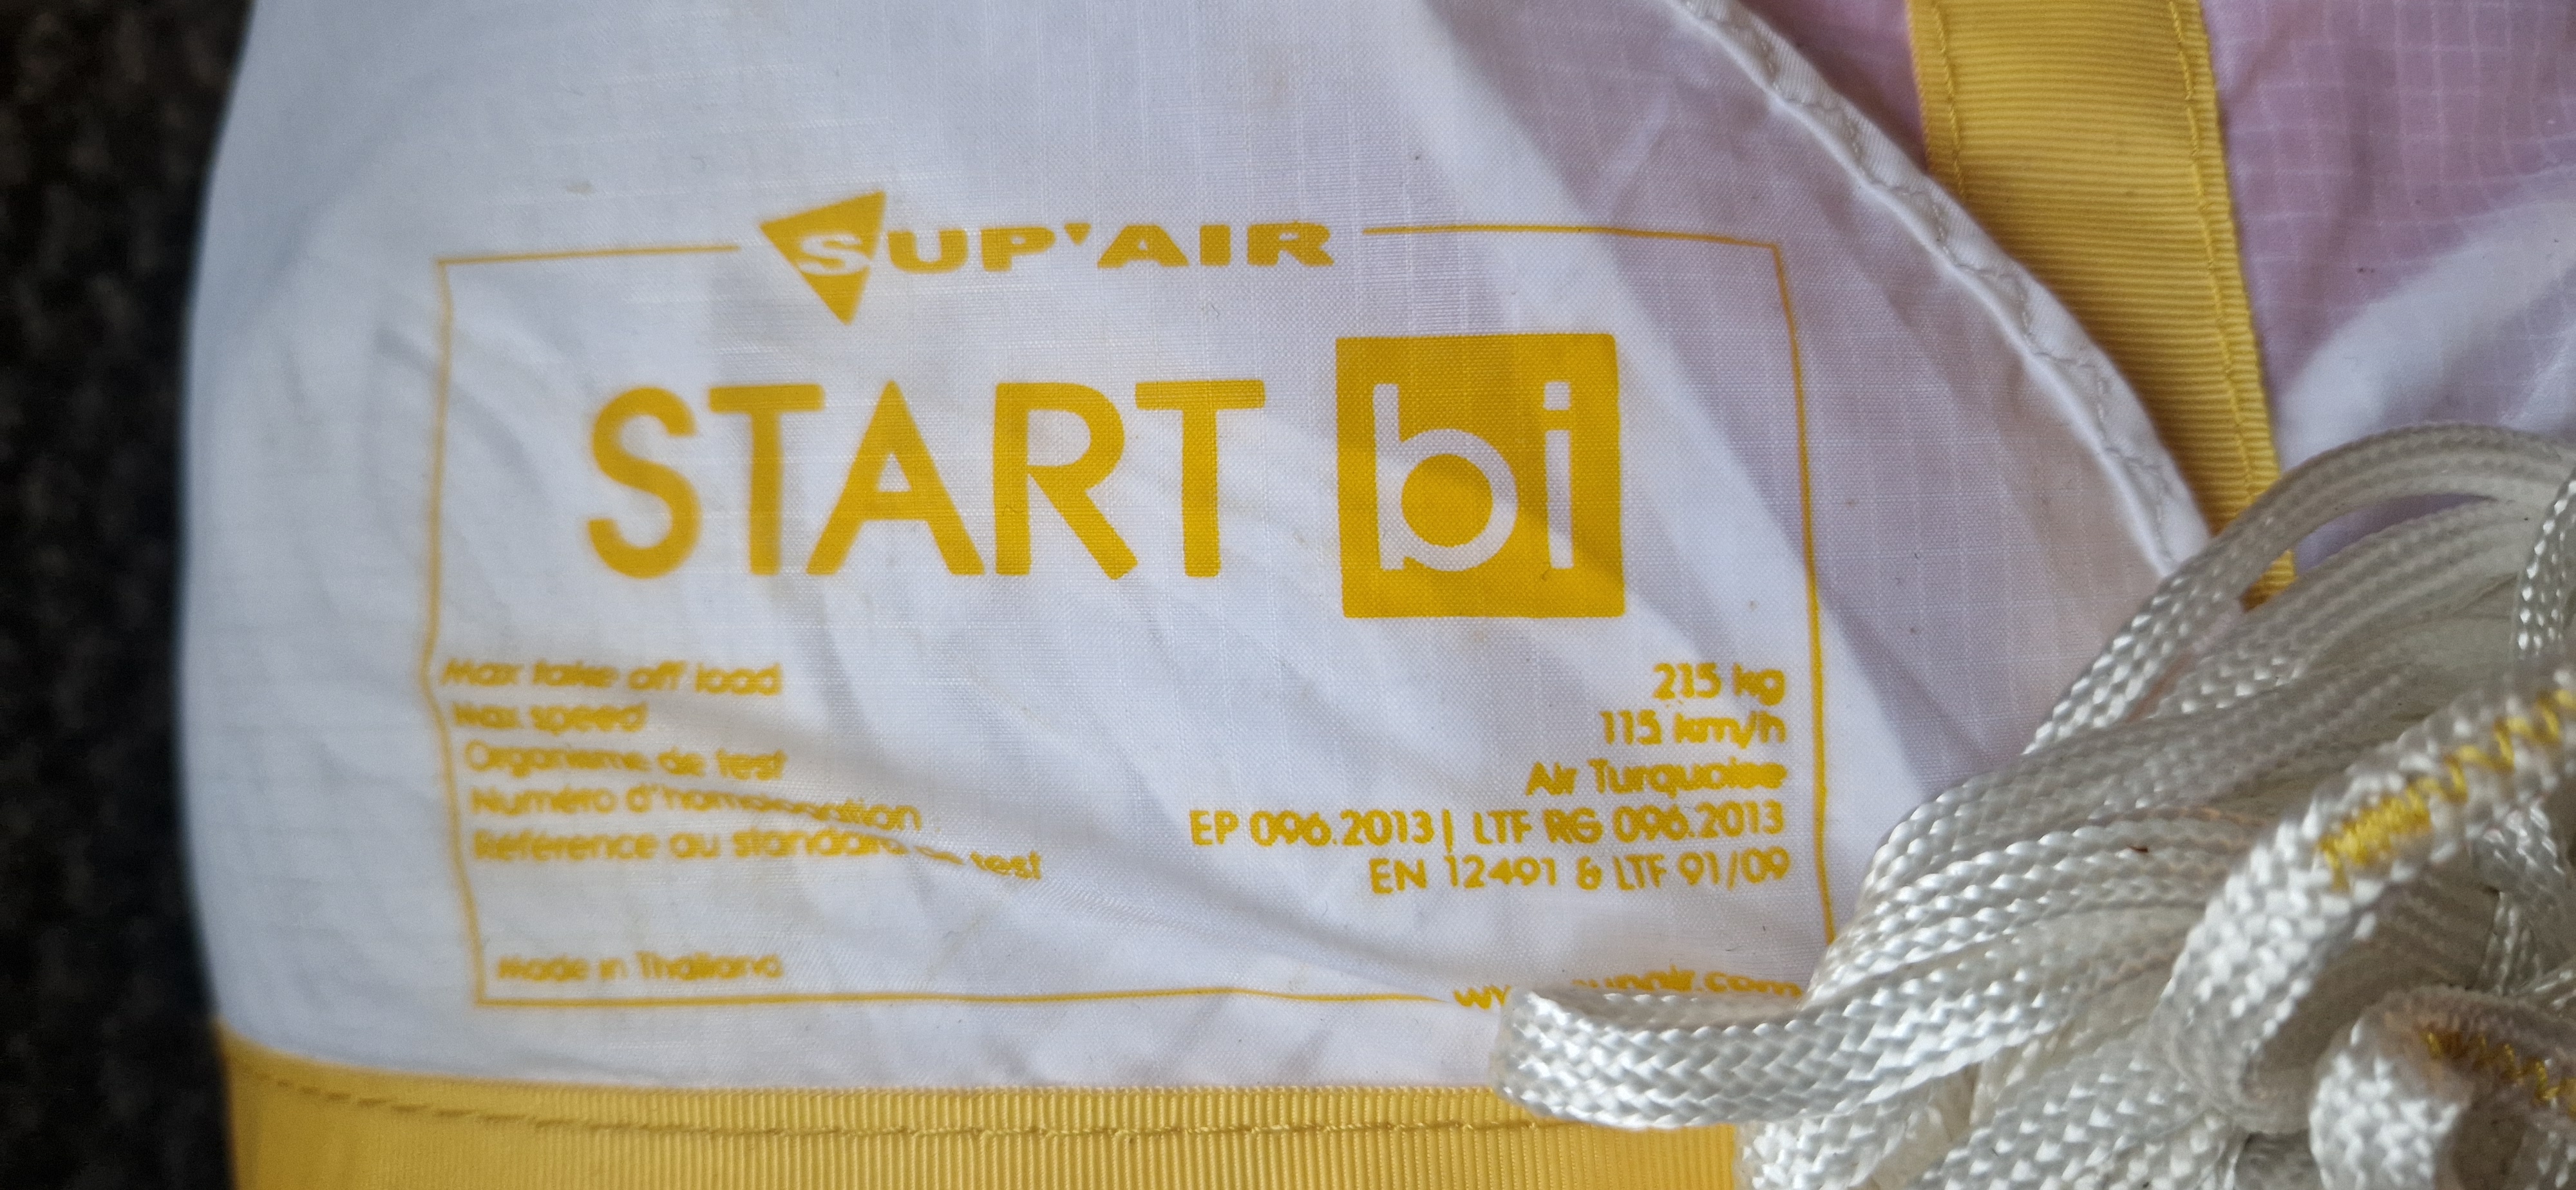 SUP'AIR
START bi
Max take off load 215 kg
Max speed 115 km/h
Organisme de test Air Turquoise
Numéro d'homologation EP 096.2013 | LTF RG 096.2013
Référence au standard de test EN 12491 & LTF 91/09
Made in Thailand